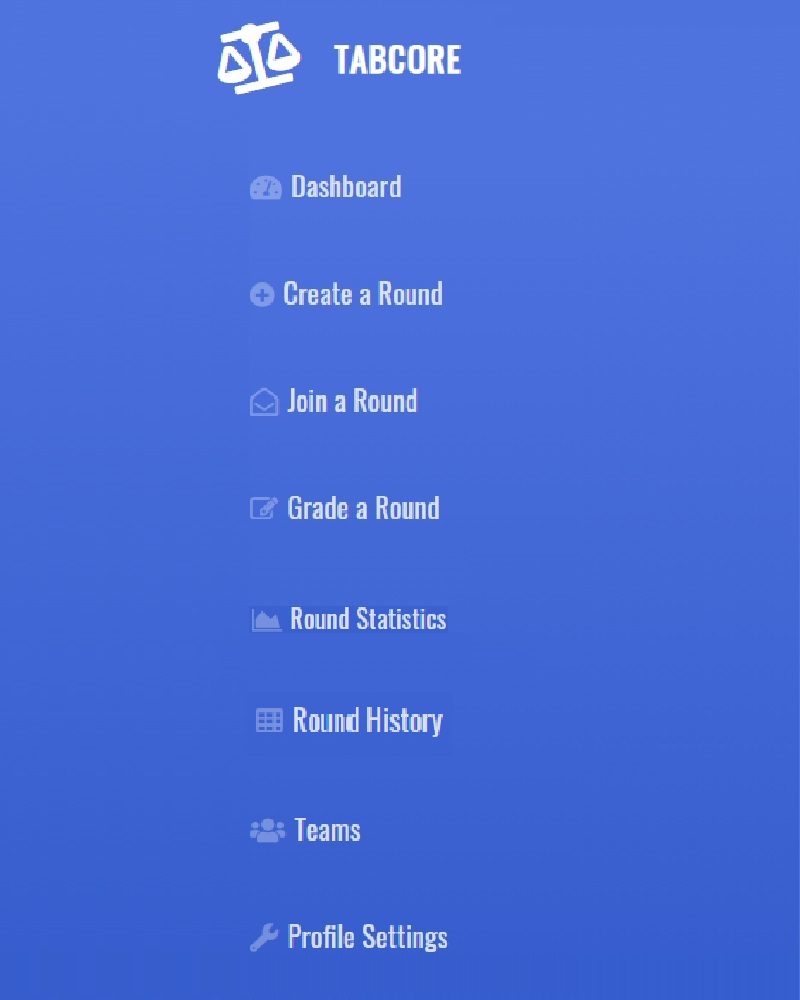 TABCORE
Dashboard
Create a Round
Join a Round
Grade a Round
Round Statistics
Round History
Teams
Profile Settings